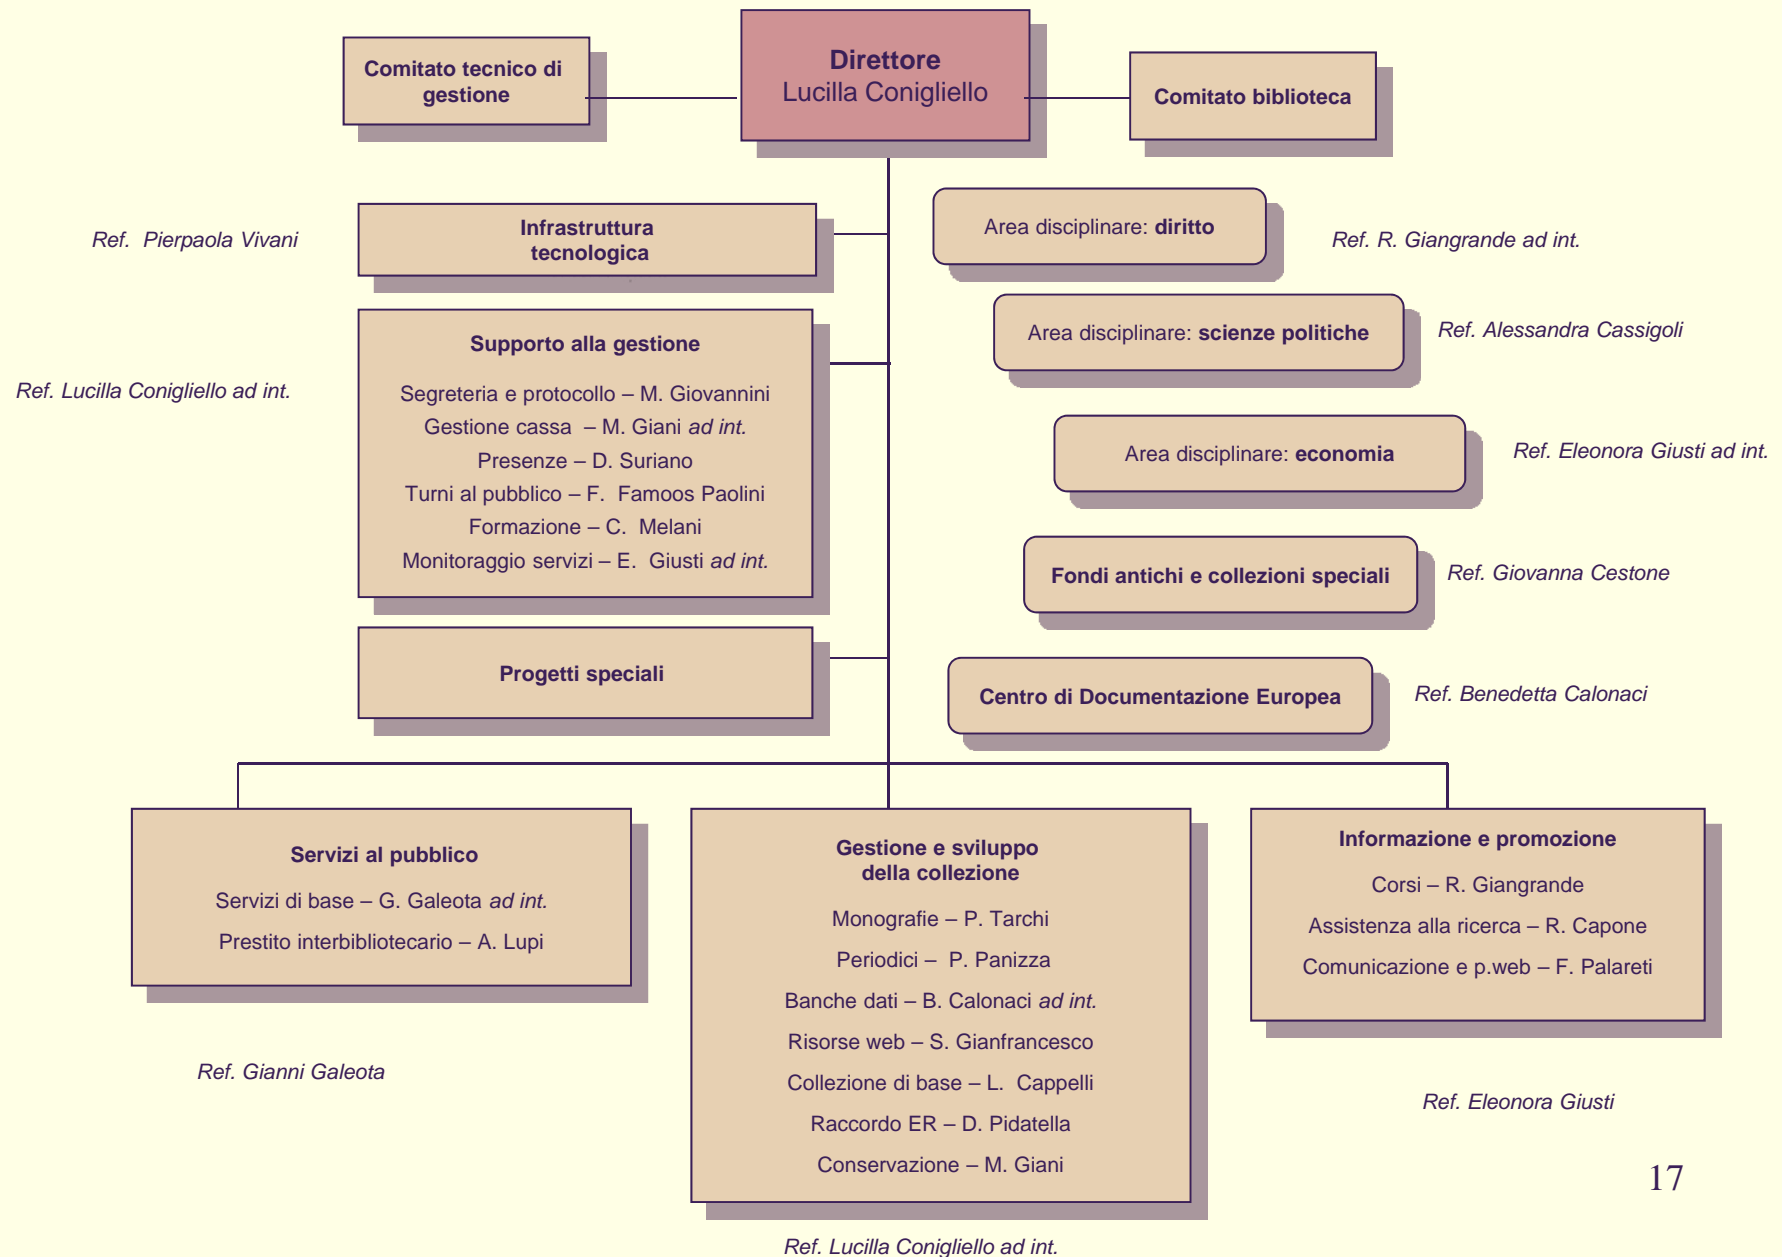 Comitato tecnico di
gestione
Direttore
Lucilla Conigliello
Comitato biblioteca
Ref. Pierpaola Vivani
Infrastruttura
tecnologica
Area disciplinare: diritto
Ref. R. Giangrande ad int.
Area disciplinare: scienze politiche
Ref. Alessandra Cassigoli
Ref. Lucilla Conigliello ad int.
Supporto alla gestione
Segreteria e protocollo – M. Giovannini
Gestione cassa – M. Giani ad int.
Presenze – D. Suriano
Turni al pubblico – F. Famoos Paolini
Formazione – C. Melani
Monitoraggio servizi – E. Giusti ad int.
Area disciplinare: economia
Ref. Eleonora Giusti ad int.
Fondi antichi e collezioni speciali
Ref. Giovanna Cestone
Progetti speciali
Centro di Documentazione Europea
Ref. Benedetta Calonaci
Servizi al pubblico
Servizi di base – G. Galeota ad int.
Prestito interbibliotecario – A. Lupi
Ref. Gianni Galeota
Gestione e sviluppo
della collezione
Monografie – P. Tarchi
Periodici – P. Panizza
Banche dati – B. Calonaci ad int.
Risorse web – S. Gianfrancesco
Collezione di base – L. Cappelli
Raccordo ER – D. Pidatella
Conservazione – M. Giani
Ref. Lucilla Conigliello ad int.
Informazione e promozione
Corsi – R. Giangrande
Assistenza alla ricerca – R. Capone
Comunicazione e p.web – F. Palareti
Ref. Eleonora Giusti
17